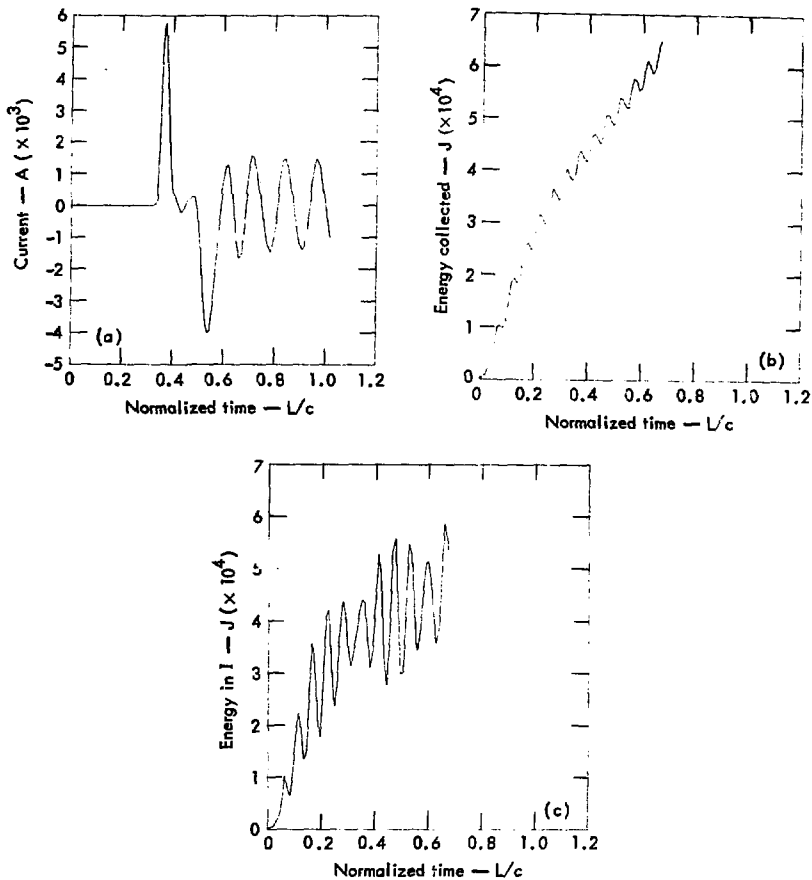 6
5
4
3
2
1
0
−1
−2
−3
−4
−5
Current — A (× 10³)
(a)
0 0.2 0.4 0.6 0.8 1.0 1.2
Normalized time — L/c
7
6
5
4
3
2
1
0
Energy collected — J (× 10⁴)
(b)
0 0.2 0.4 0.6 0.8 1.0 1.2
Normalized time — L/c
7
6
5
4
3
2
1
0
Energy in I — J (× 10⁴)
(c)
0 0.2 0.4 0.6 0.8 1.0 1.2
Normalized time — L/c